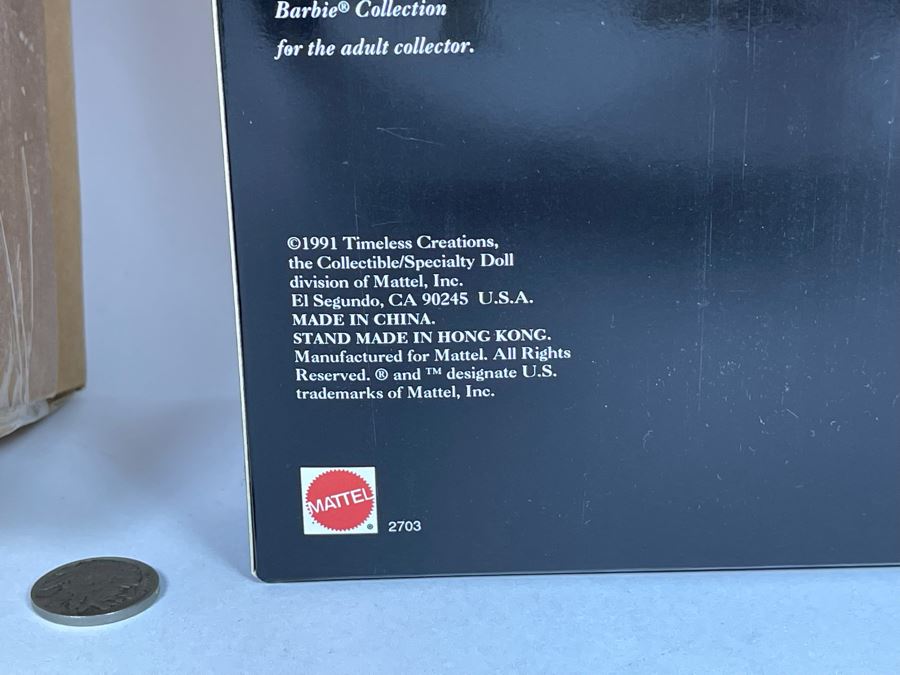 Barbie® Collection
for the adult collector.
©1991 Timeless Creations,
the Collectible/Specialty Doll
division of Mattel, Inc.
El Segundo, CA 90245 U.S.A.
MADE IN CHINA.
STAND MADE IN HONG KONG.
Manufactured for Mattel. All Rights
Reserved. ® and ™ designate U.S.
trademarks of Mattel, Inc.
MATTEL®
2703